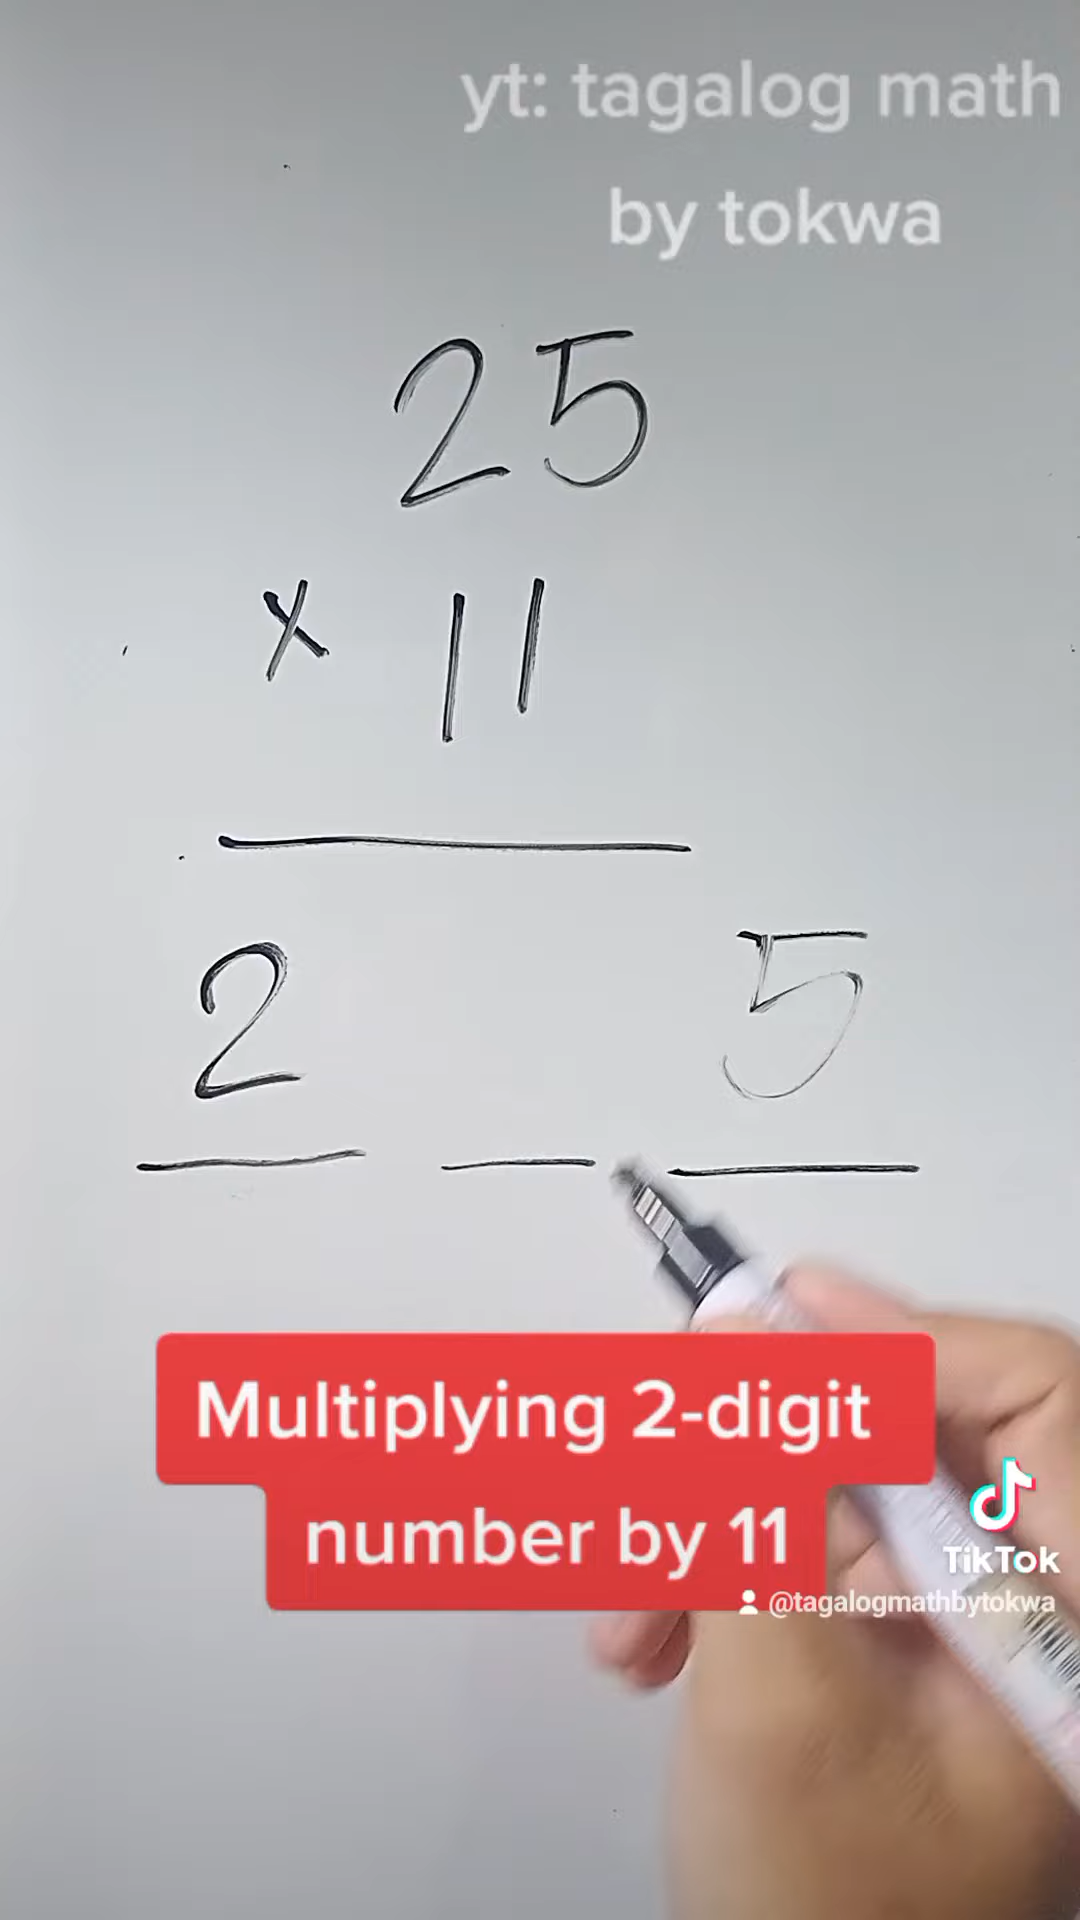 yt: tagalog math
by tokwa
25
x 11
2 5
Multiplying 2-digit
number by 11
TikTok
@tagalogmathbytokwa